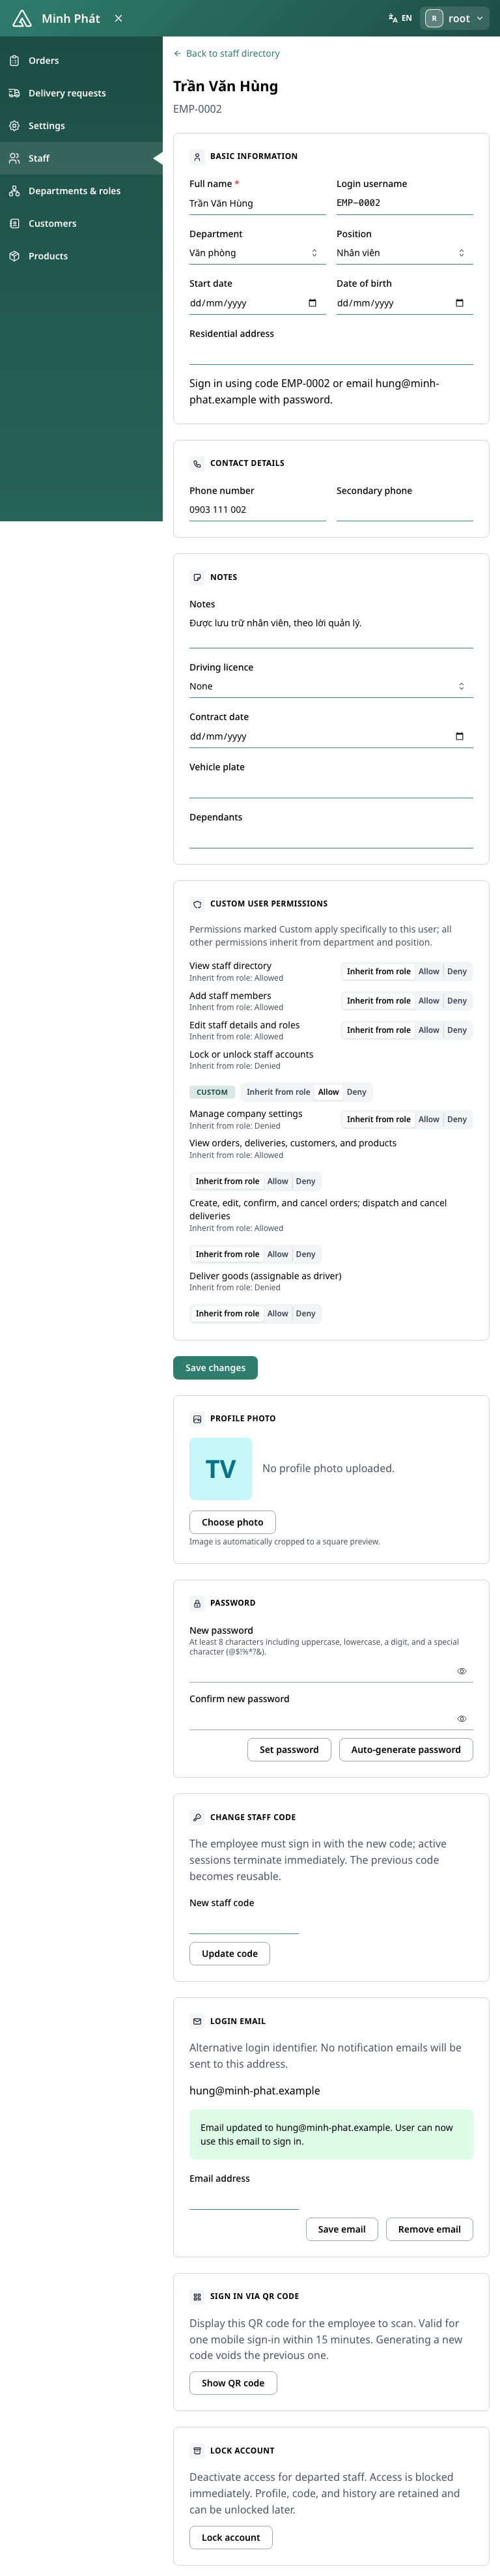 Minh Phát
EN
R
root
Orders
Delivery requests
Settings
Staff
Departments & roles
Customers
Products
Back to staff directory
Trần Văn Hùng
EMP-0002
BASIC INFORMATION
Full name *
Login username
Trần Văn Hùng
EMP-0002
Department
Position
Văn phòng
Nhân viên
Start date
Date of birth
dd/mm/yyyy
dd/mm/yyyy
Residential address
Sign in using code EMP-0002 or email hung@minh-
phat.example with password.
CONTACT DETAILS
Phone number
Secondary phone
0903 111 002
NOTES
Notes
Được lưu trữ nhân viên, theo lời quản lý.
Driving licence
None
Contract date
dd/mm/yyyy
Vehicle plate
Dependants
CUSTOM USER PERMISSIONS
Permissions marked Custom apply specifically to this user; all
other permissions inherit from department and position.
View staff directory
Inherit from role: Allowed
Inherit from role Allow Deny
Add staff members
Inherit from role: Allowed
Inherit from role Allow Deny
Edit staff details and roles
Inherit from role: Allowed
Inherit from role Allow Deny
Lock or unlock staff accounts
Inherit from role: Denied
CUSTOM
Inherit from role Allow Deny
Manage company settings
Inherit from role: Denied
Inherit from role Allow Deny
View orders, deliveries, customers, and products
Inherit from role: Allowed
Inherit from role Allow Deny
Create, edit, confirm, and cancel orders; dispatch and cancel
deliveries
Inherit from role: Allowed
Inherit from role Allow Deny
Deliver goods (assignable as driver)
Inherit from role: Denied
Inherit from role Allow Deny
Save changes
PROFILE PHOTO
TV
No profile photo uploaded.
Choose photo
Image is automatically cropped to a square preview.
PASSWORD
New password
At least 8 characters including uppercase, lowercase, a digit, and a special
character (@$!%*?&).
Confirm new password
Set password
Auto-generate password
CHANGE STAFF CODE
The employee must sign in with the new code; active
sessions terminate immediately. The previous code
becomes reusable.
New staff code
Update code
LOGIN EMAIL
Alternative login identifier. No notification emails will be
sent to this address.
hung@minh-phat.example
Email updated to hung@minh-phat.example. User can now
use this email to sign in.
Email address
Save email
Remove email
SIGN IN VIA QR CODE
Display this QR code for the employee to scan. Valid for
one mobile sign-in within 15 minutes. Generating a new
code voids the previous one.
Show QR code
LOCK ACCOUNT
Deactivate access for departed staff. Access is blocked
immediately. Profile, code, and history are retained and
can be unlocked later.
Lock account